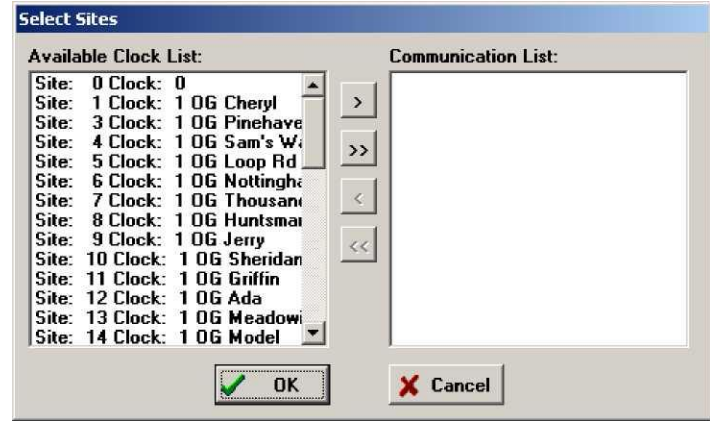 Select Sites
Available Clock List:
Communication List:
Site: 0 Clock: 0
Site: 1 Clock: 1 OG Cheryl
Site: 3 Clock: 1 OG Pinehave
Site: 4 Clock: 1 OG Sam's Wa
Site: 5 Clock: 1 OG Loop Rd
Site: 6 Clock: 1 OG Nottingha
Site: 7 Clock: 1 OG Thousand
Site: 8 Clock: 1 OG Huntsman
Site: 9 Clock: 1 OG Jerry
Site: 10 Clock: 1 OG Sheridan
Site: 11 Clock: 1 OG Griffin
Site: 12 Clock: 1 OG Ada
Site: 13 Clock: 1 OG Meadowi
Site: 14 Clock: 1 OG Model
>
>>
<
<<
OK
Cancel